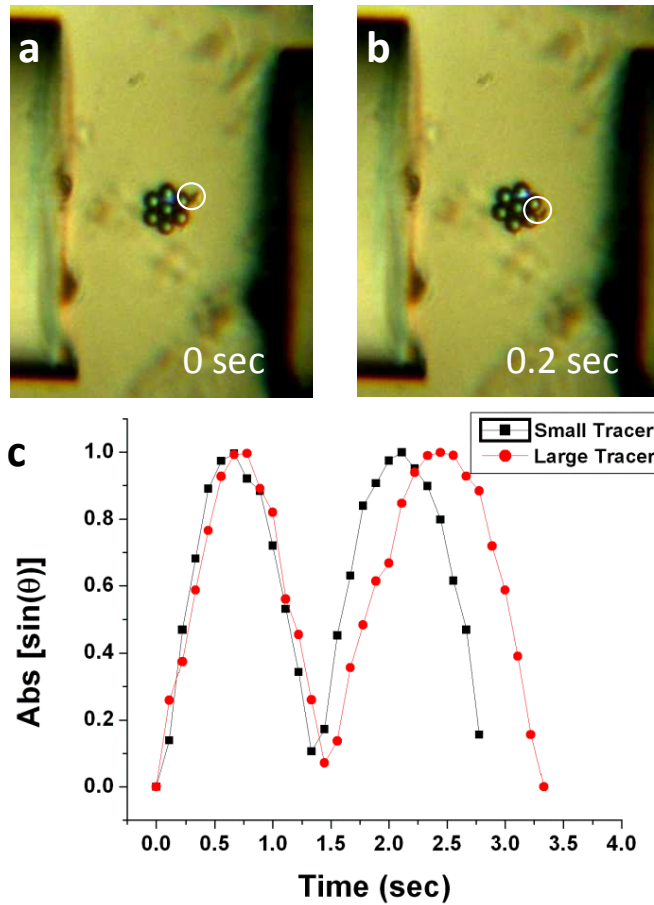 a
b
0 sec
0.2 sec
c
Small Tracer
Large Tracer
1.0
0.8
0.6
0.4
0.2
0.0
Abs [sin(θ)]
0.0 0.5 1.0 1.5 2.0 2.5 3.0 3.5 4.0
Time (sec)